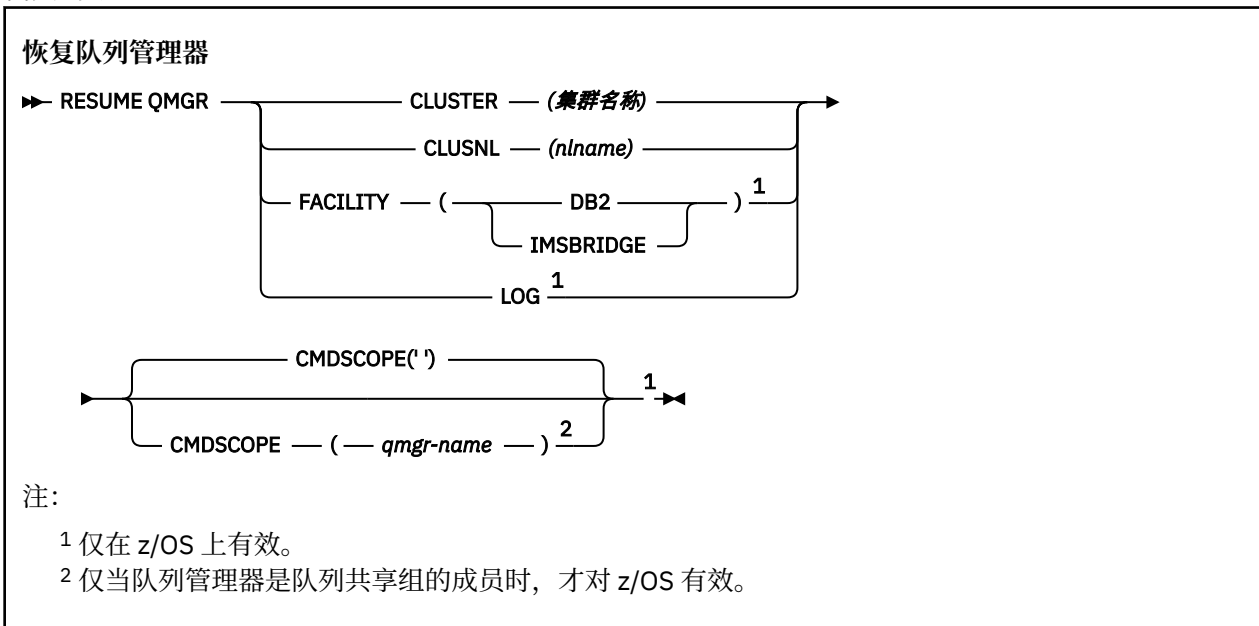 恢复队列管理器
RESUME QMGR CLUSTER (集群名称)
CLUSNL (nlname)
FACILITY ( DB2 ) 1
IMSBRIDGE
LOG 1
CMDSCOPE(' ')
1
CMDSCOPE ( qmgr-name ) 2
注：
1 仅在 z/OS 上有效。
2 仅当队列管理器是队列共享组的成员时，才对 z/OS 有效。